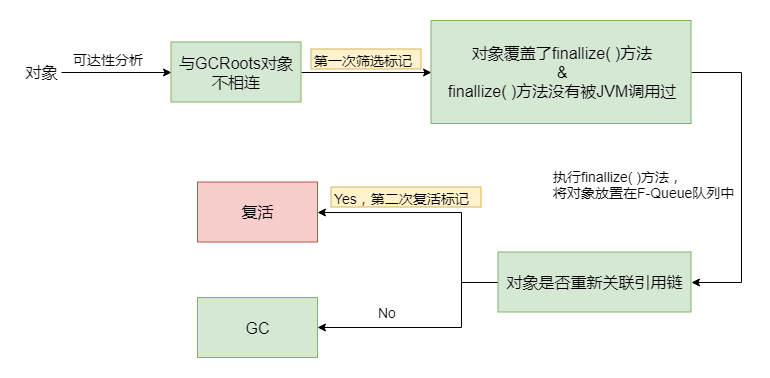 对象
可达性分析
与GCRoots对象
不相连
第一次筛选标记
对象覆盖了finallize( )方法
&
finallize( )方法没有被JVM调用过
执行finallize( )方法，
将对象放置在F-Queue队列中
复活
Yes，第二次复活标记
对象是否重新关联引用链
GC
No